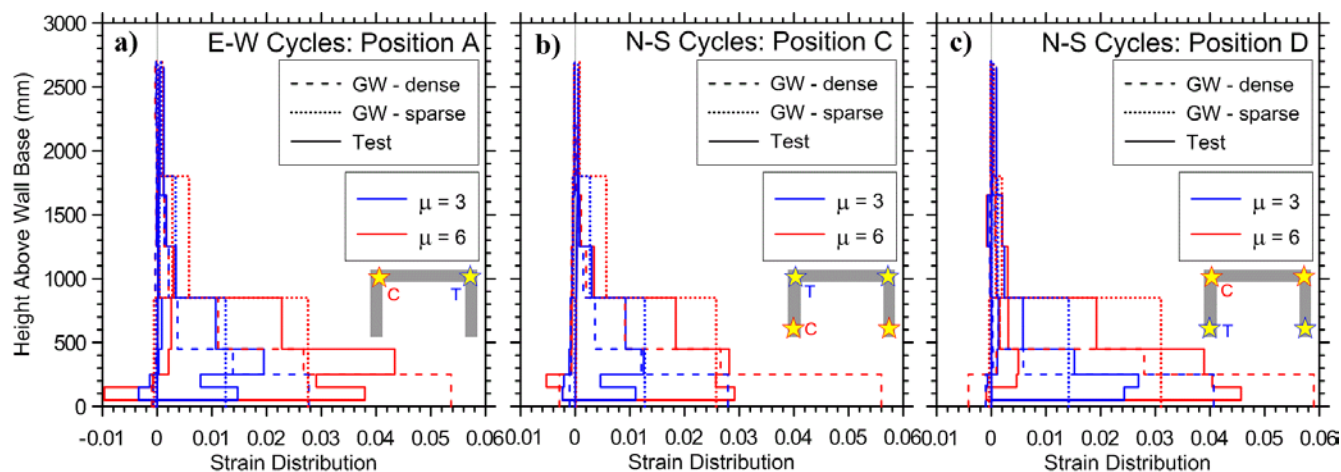 3000
2500
2000
1500
1000
500
0
Height Above Wall Base (mm)
a)
E-W Cycles: Position A
GW - dense
GW - sparse
Test
μ = 3
μ = 6
C
T
-0.01 0 0.01 0.02 0.03 0.04 0.05 0.06
Strain Distribution
b)
N-S Cycles: Position C
GW - dense
GW - sparse
Test
μ = 3
μ = 6
T
C
0 0.01 0.02 0.03 0.04 0.05 0.06
Strain Distribution
c)
N-S Cycles: Position D
GW - dense
GW - sparse
Test
μ = 3
μ = 6
C
T
0 0.01 0.02 0.03 0.04 0.05 0.06
Strain Distribution